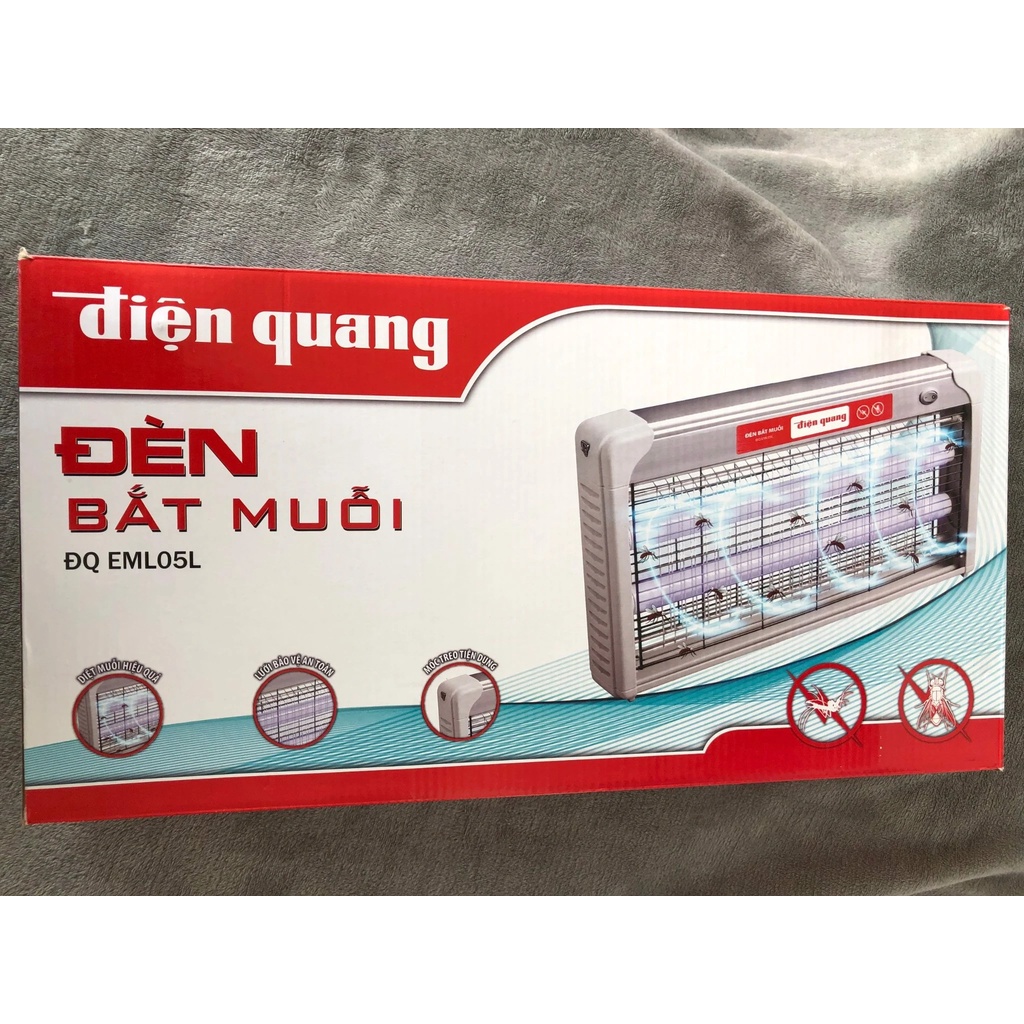 điện quang
ĐÈN
BẮT MUỖI
ĐQ EML05L
DIỆT MUỖI HIỆU QUẢ
LƯỚI BẢO VỆ AN TOÀN
MÓC TREO TIỆN DỤNG
ĐÈN BẮT MUỖI
điện quang